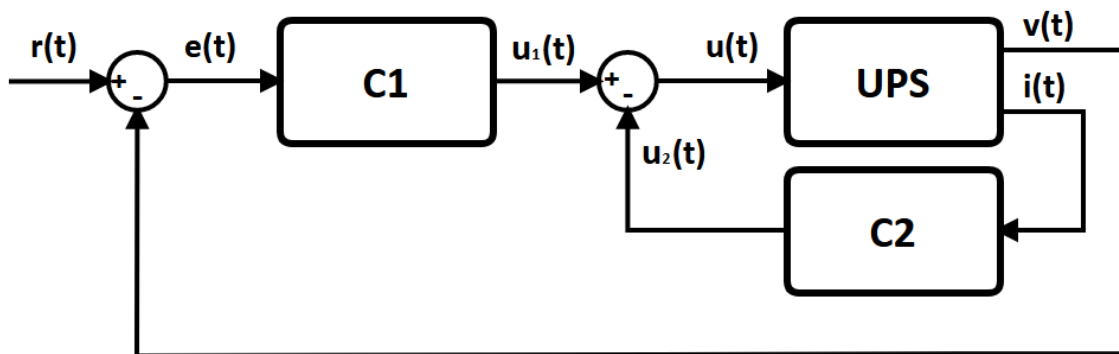 r(t)
e(t)
C1
u₁(t)
u(t)
UPS
v(t)
i(t)
+
-
+
-
u₂(t)
C2